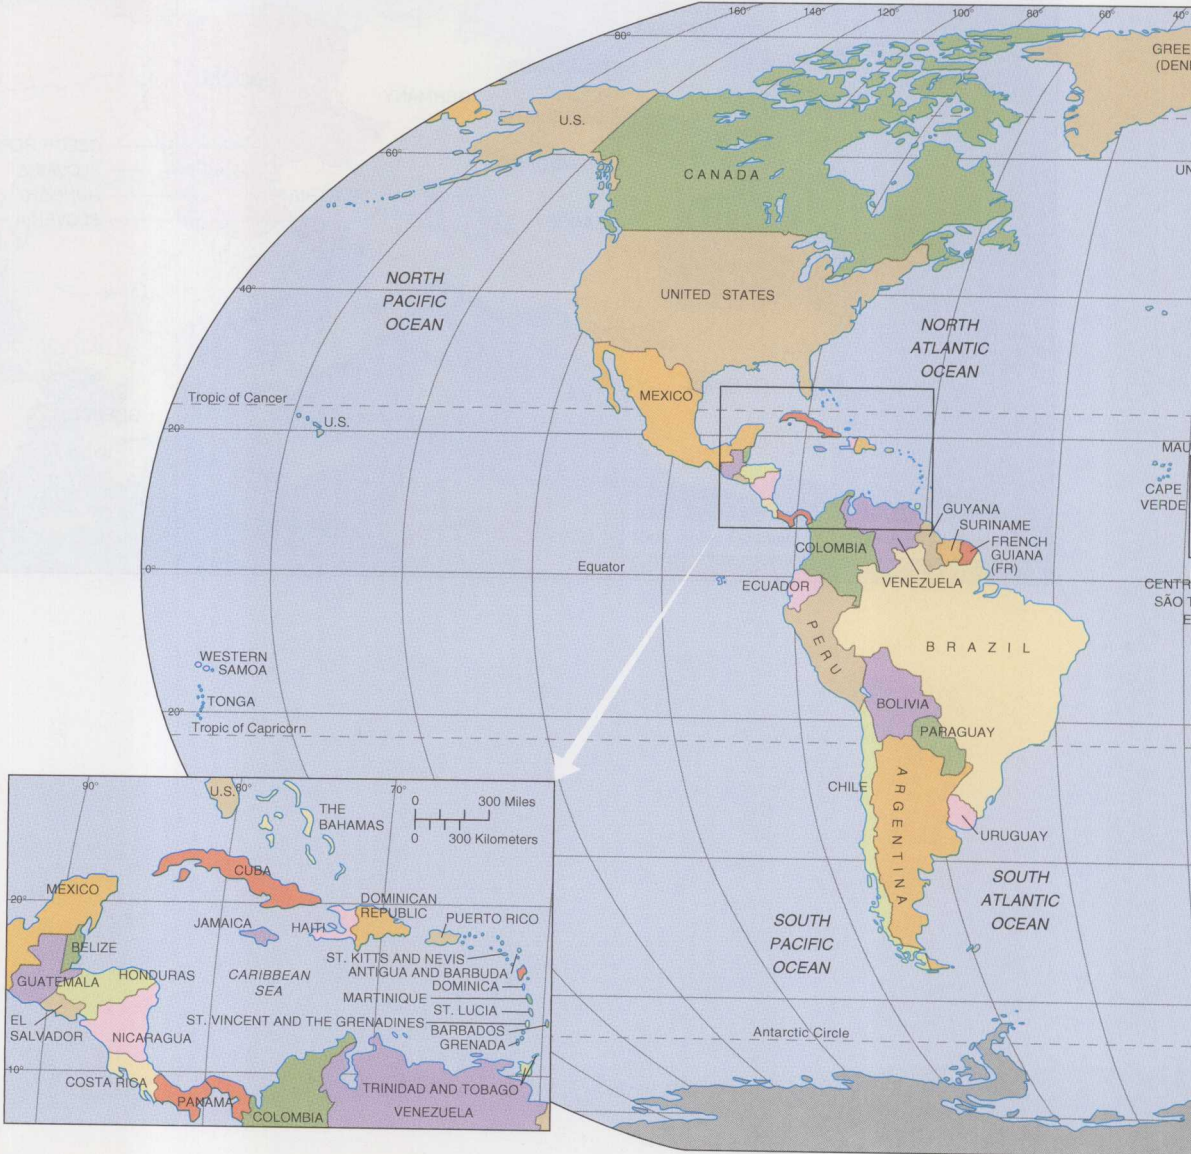 160°
140°
120°
100°
80°
60°
40°
80°
GREE
(DEN
U.S.
60°
CANADA
UN
NORTH
PACIFIC
OCEAN
40°
UNITED STATES
NORTH
ATLANTIC
OCEAN
Tropic of Cancer
MEXICO
U.S.
20°
MAU
CAPE
VERDE
GUYANA
SURINAME
FRENCH
GUIANA
(FR)
COLOMBIA
VENEZUELA
0°
Equator
ECUADOR
CENTR
SÃO T
E
PERU
BRAZIL
WESTERN
SAMOA
TONGA
BOLIVIA
20°
Tropic of Capricorn
PARAGUAY
CHILE
ARGENTINA
URUGUAY
SOUTH
ATLANTIC
OCEAN
SOUTH
PACIFIC
OCEAN
Antarctic Circle
90°
U.S.
80°
70°
0 300 Miles
0 300 Kilometers
THE
BAHAMAS
CUBA
MEXICO
20°
DOMINICAN
REPUBLIC
PUERTO RICO
JAMAICA
HAITI
BELIZE
ST. KITTS AND NEVIS
ANTIGUA AND BARBUDA
GUATEMALA
HONDURAS
CARIBBEAN
SEA
DOMINICA
MARTINIQUE
ST. LUCIA
EL
SALVADOR
ST. VINCENT AND THE GRENADINES
BARBADOS
NICARAGUA
GRENADA
10°
COSTA RICA
TRINIDAD AND TOBAGO
PANAMA
COLOMBIA
VENEZUELA